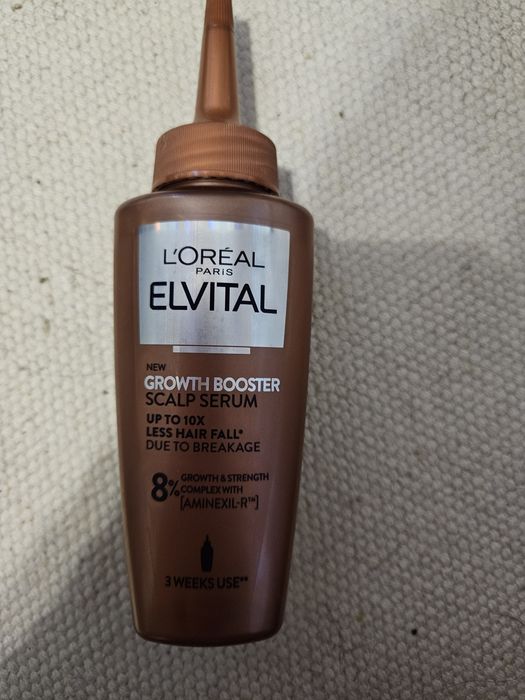 L'ORÉAL
PARIS
ELVITAL
NEW
GROWTH BOOSTER
SCALP SERUM
UP TO 10X
LESS HAIR FALL*
DUE TO BREAKAGE
8% GROWTH & STRENGTH
COMPLEX WITH
[AMINEXIL-R™]
3 WEEKS USE**